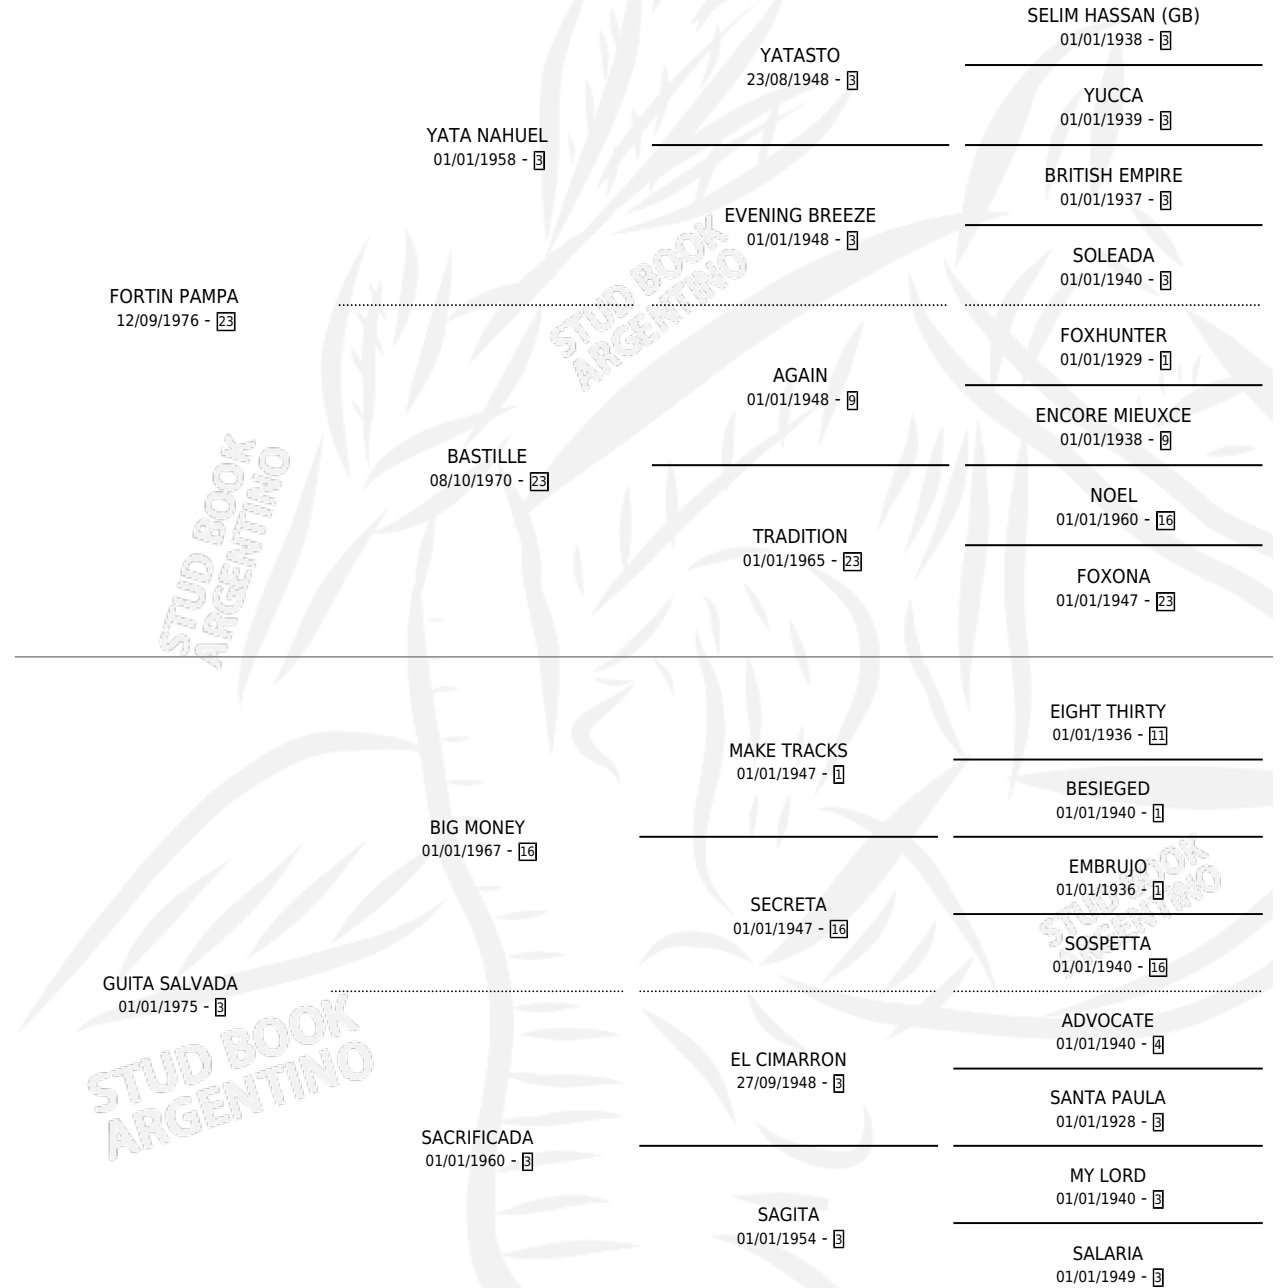 SELIM HASSAN (GB)
01/01/1938 - 3
YATASTO
23/08/1948 - 3
YUCCA
01/01/1939 - 3
YATA NAHUEL
01/01/1958 - 3
BRITISH EMPIRE
01/01/1937 - 3
EVENING BREEZE
01/01/1948 - 3
SOLEADA
01/01/1940 - 3
FORTIN PAMPA
12/09/1976 - 23
STUD BOOK
ARGENTINO
FOXHUNTER
01/01/1929 - 1
AGAIN
01/01/1948 - 9
ENCORE MIEUXCE
01/01/1938 - 9
BASTILLE
08/10/1970 - 23
NOEL
01/01/1960 - 16
TRADITION
01/01/1965 - 23
FOXONA
01/01/1947 - 23
STUD BOOK
ARGENTINO
EIGHT THIRTY
01/01/1936 - 11
MAKE TRACKS
01/01/1947 - 1
BESIEGED
01/01/1940 - 1
BIG MONEY
01/01/1967 - 16
EMBRUJO
01/01/1936 - 1
SECRETA
01/01/1947 - 16
STUD BOOK
ARGENTINO
SOSPETTA
01/01/1940 - 16
GUITA SALVADA
01/01/1975 - 3
STUD BOOK
ARGENTINO
ADVOCATE
01/01/1940 - 4
EL CIMARRON
27/09/1948 - 3
SANTA PAULA
01/01/1928 - 3
SACRIFICADA
01/01/1960 - 3
MY LORD
01/01/1940 - 3
SAGITA
01/01/1954 - 3
SALARIA
01/01/1949 - 3